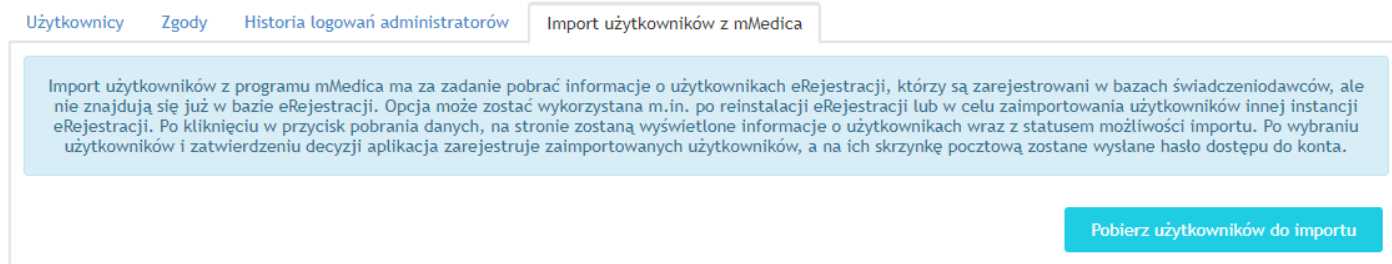 Użytkownicy Zgody Historia logowań administratorów Import użytkowników z mMedica
Import użytkowników z programu mMedica ma za zadanie pobrać informacje o użytkownikach eRejestracji, którzy są zarejestrowani w bazach świadczeniodawców, ale
nie znajdują się już w bazie eRejestracji. Opcja może zostać wykorzystana m.in. po reinstalacji eRejestracji lub w celu zaimportowania użytkowników innej instancji
eRejestracji. Po kliknięciu w przycisk pobrania danych, na stronie zostaną wyświetlone informacje o użytkownikach wraz z statusem możliwości importu. Po wybraniu
użytkowników i zatwierdzeniu decyzji aplikacja zarejestruje zaimportowanych użytkowników, a na ich skrzynkę pocztową zostane wysłane hasło dostępu do konta.
Pobierz użytkowników do importu